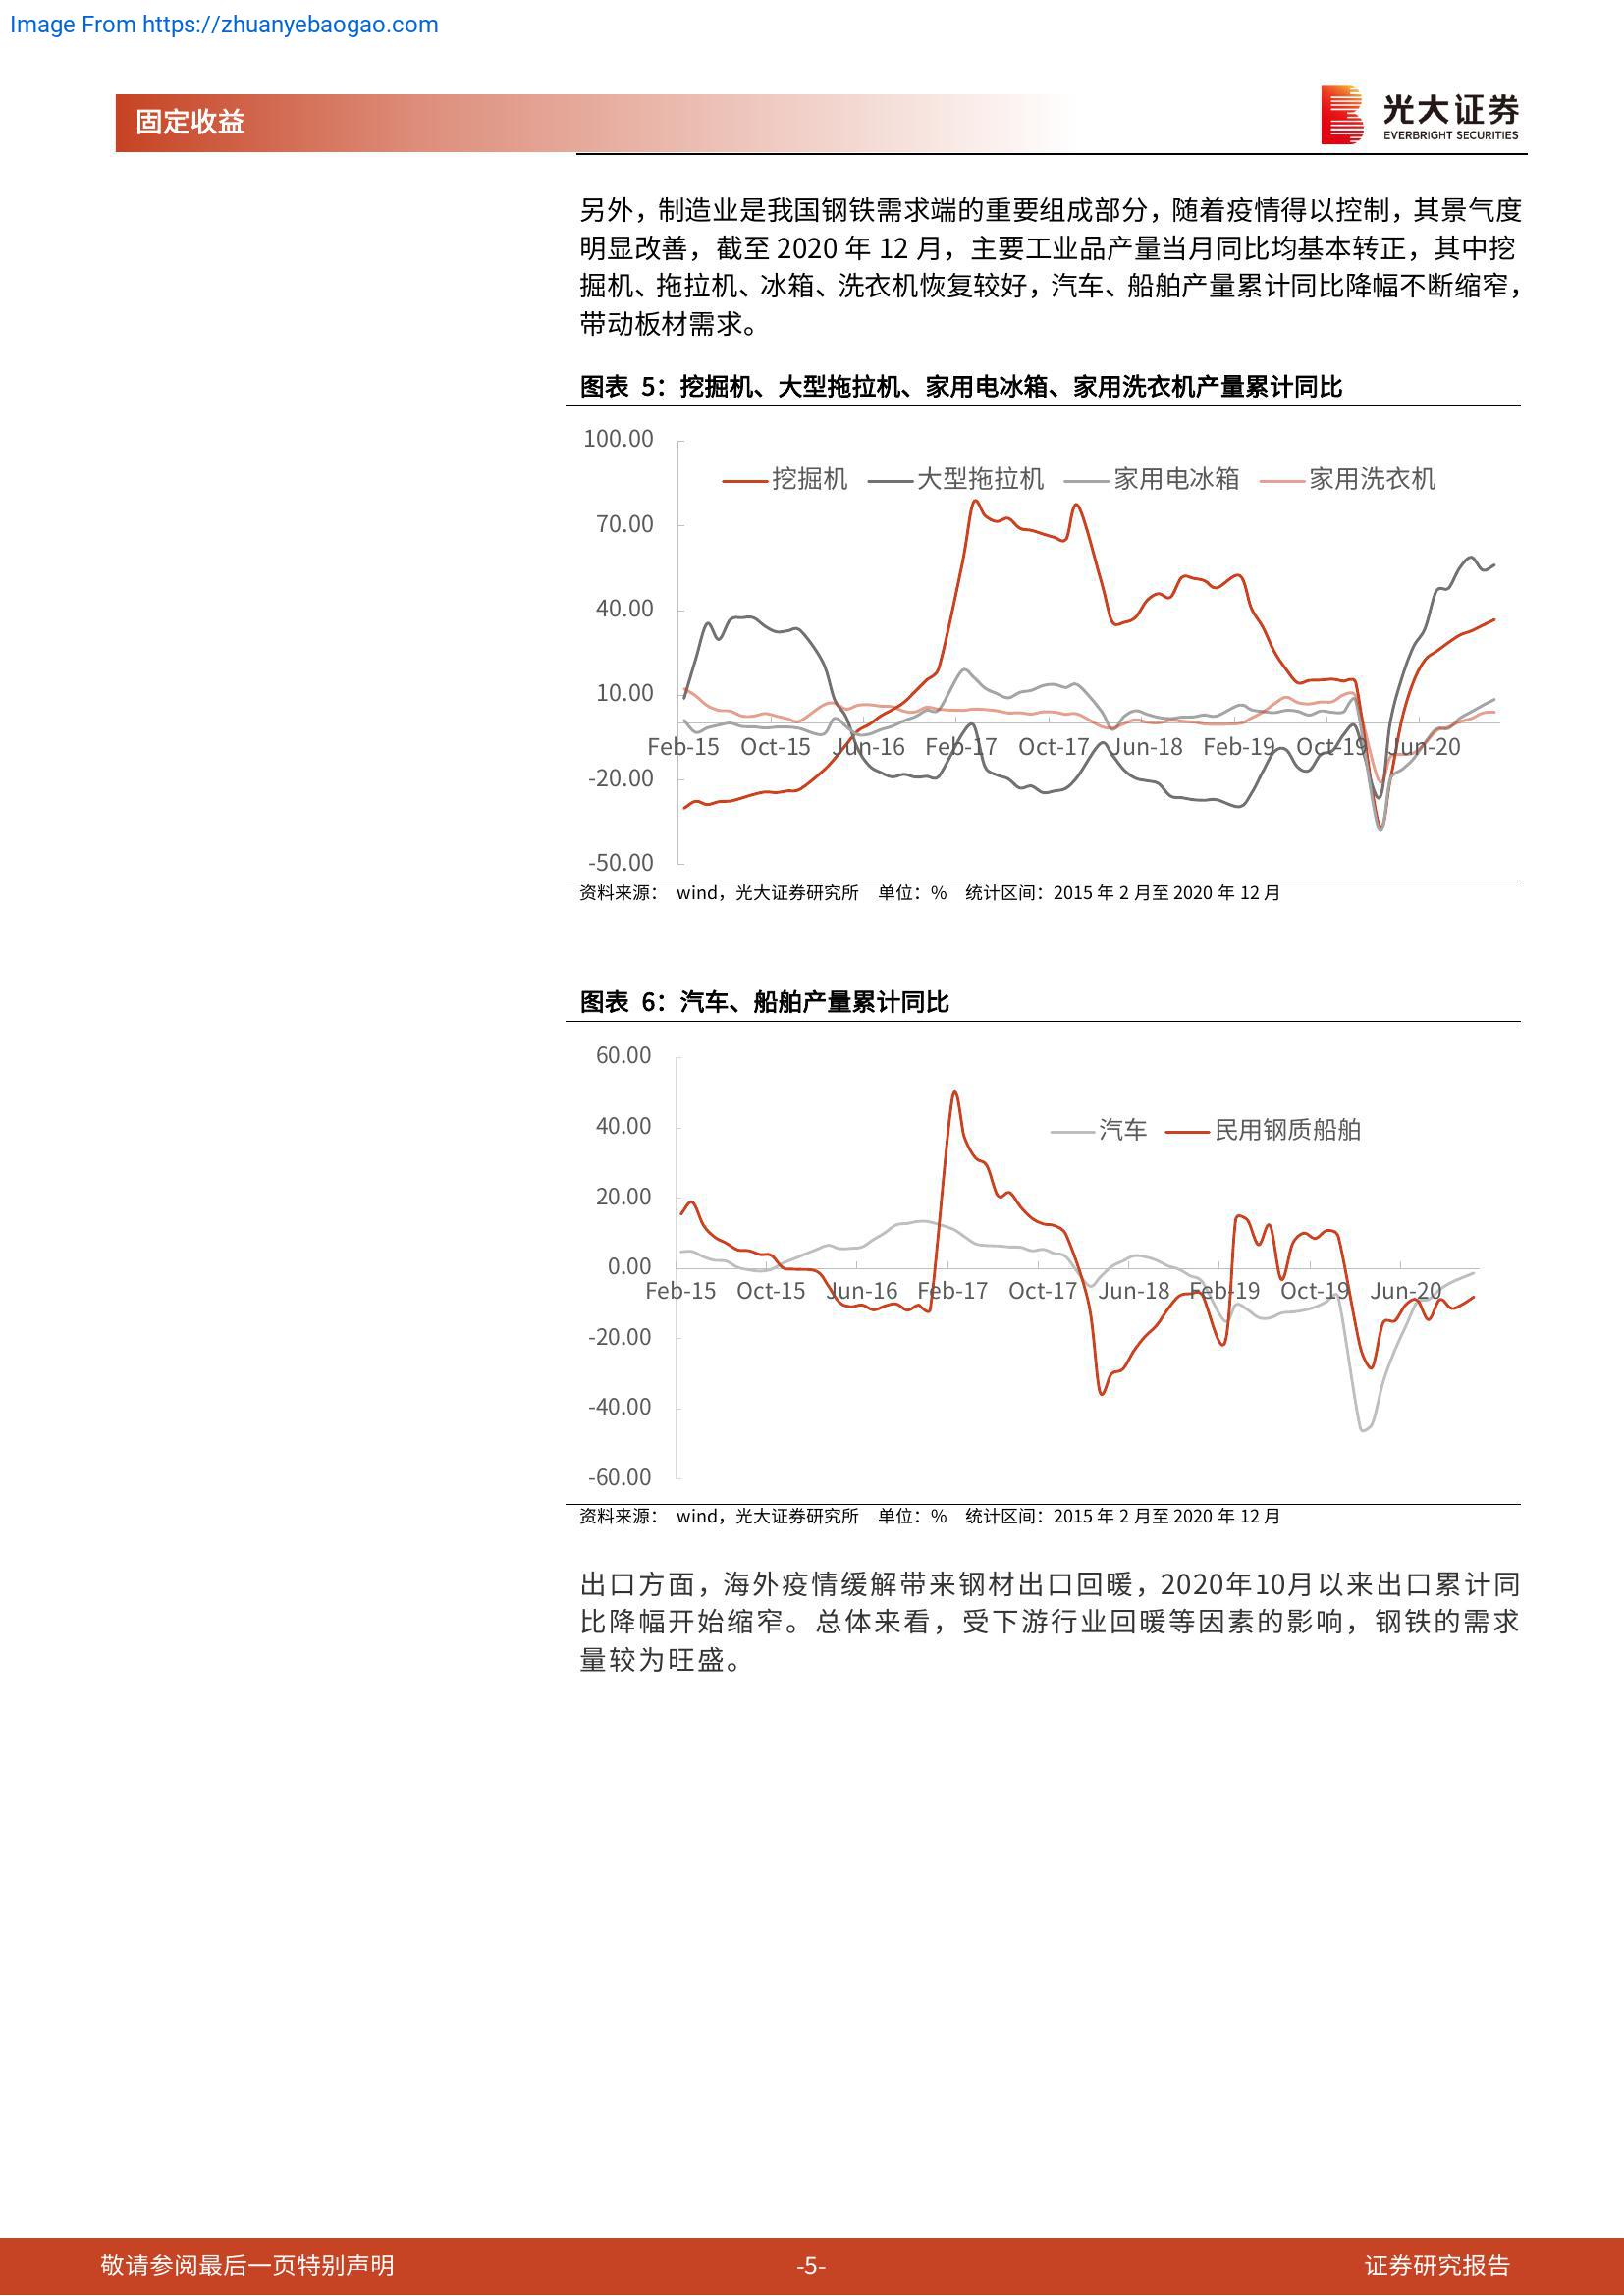 Image From https://zhuanyebaogao.com
固定收益
光大证券
EVERBRIGHT SECURITIES
另外，制造业是我国钢铁需求端的重要组成部分，随着疫情得以控制，其景气度
明显改善，截至 2020 年 12 月，主要工业品产量当月同比均基本转正，其中挖
掘机、拖拉机、冰箱、洗衣机恢复较好，汽车、船舶产量累计同比降幅不断缩窄，
带动板材需求。
图表 5：挖掘机、大型拖拉机、家用电冰箱、家用洗衣机产量累计同比
100.00
挖掘机 大型拖拉机 家用电冰箱 家用洗衣机
70.00
40.00
10.00
Feb-15 Oct-15 Jun-16 Feb-17 Oct-17 Jun-18 Feb-19 Oct-19 Jun-20
-20.00
-50.00
资料来源： wind，光大证券研究所 单位：% 统计区间：2015 年 2 月至 2020 年 12 月
图表 6：汽车、船舶产量累计同比
60.00
40.00
汽车 民用钢质船舶
20.00
0.00
Feb-15 Oct-15 Jun-16 Feb-17 Oct-17 Jun-18 Feb-19 Oct-19 Jun-20
-20.00
-40.00
-60.00
资料来源： wind，光大证券研究所 单位：% 统计区间：2015 年 2 月至 2020 年 12 月
出口方面，海外疫情缓解带来钢材出口回暖，2020年10月以来出口累计同
比降幅开始缩窄。总体来看，受下游行业回暖等因素的影响，钢铁的需求
量较为旺盛。
敬请参阅最后一页特别声明 -5- 证券研究报告